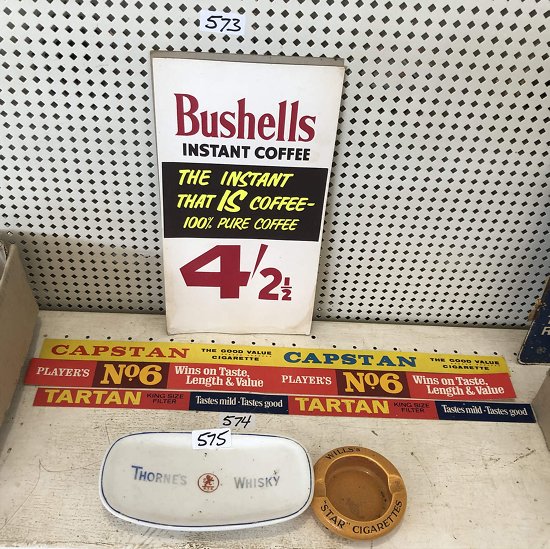 573
Bushells
INSTANT COFFEE
THE INSTANT
THAT IS COFFEE-
100% PURE COFFEE
4'2½
CAPSTAN THE GOOD VALUE CIGARETTE CAPSTAN THE GOOD VALUE CIGARETTE
PLAYER'S No6 Wins on Taste, Length & Value PLAYER'S No6 Wins on Taste, Length & Value
TARTAN KING SIZE FILTER Tastes mild · Tastes good TARTAN KING SIZE FILTER Tastes mild · Tastes good
574
575
THORNE'S WHISKY
WILLS'S
"STAR" CIGARETTES